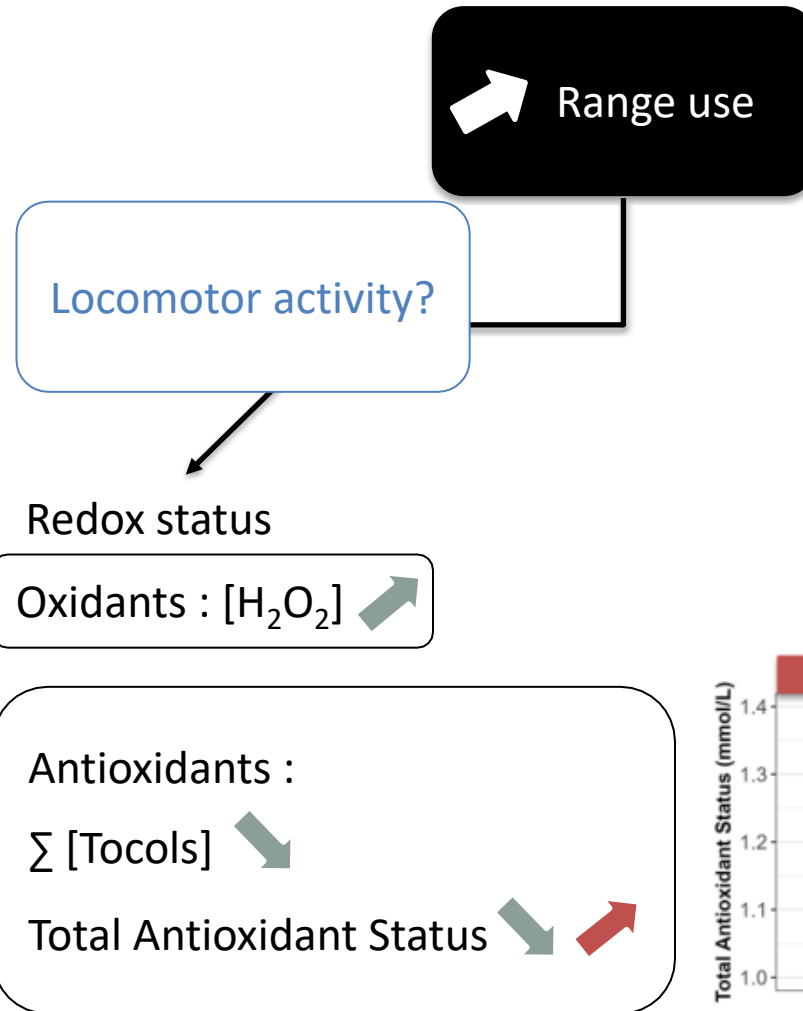 Range use
Locomotor activity?
Redox status
Oxidants : [H₂O₂]
Antioxidants :
∑ [Tocols]
Total Antioxidant Status
Total Antioxidant Status (mmol/L)
1.4
1.3
1.2
1.1
1.0